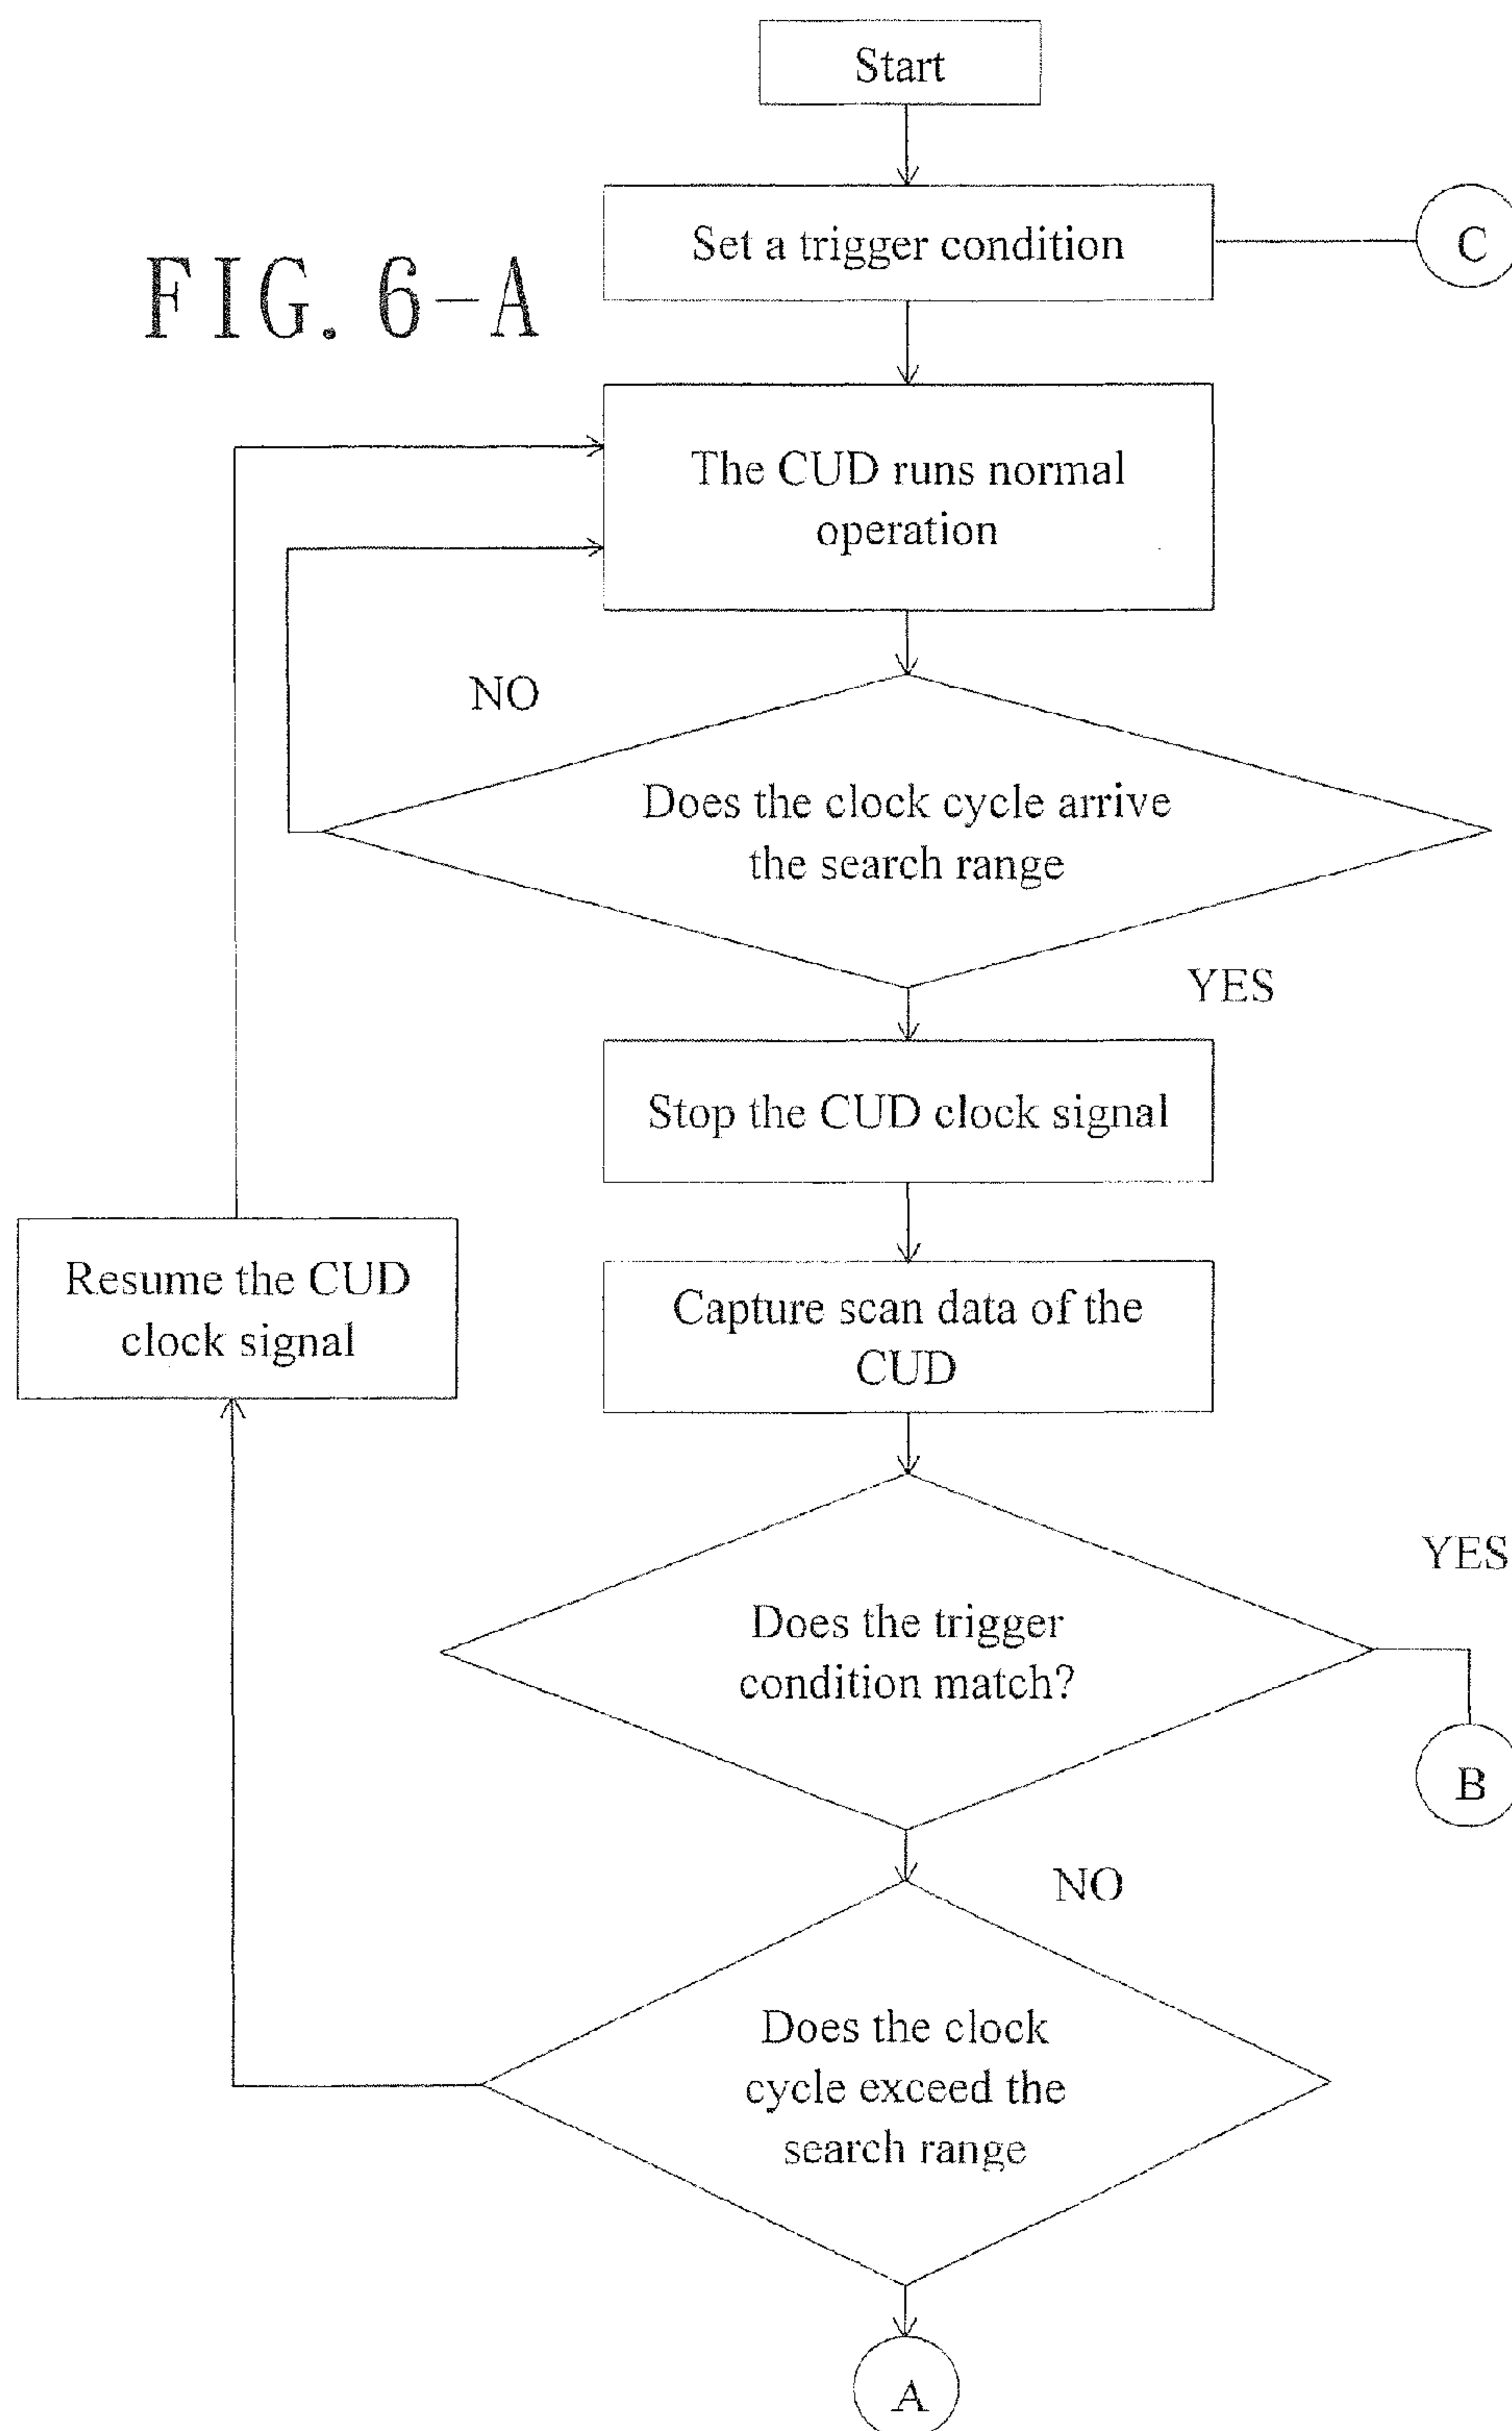 Start
Set a trigger condition
C
FIG. 6-A
The CUD runs normal
operation
NO
Does the clock cycle arrive
the search range
YES
Stop the CUD clock signal
Resume the CUD
clock signal
Capture scan data of the
CUD
YES
Does the trigger
condition match?
B
NO
Does the clock
cycle exceed the
search range
A